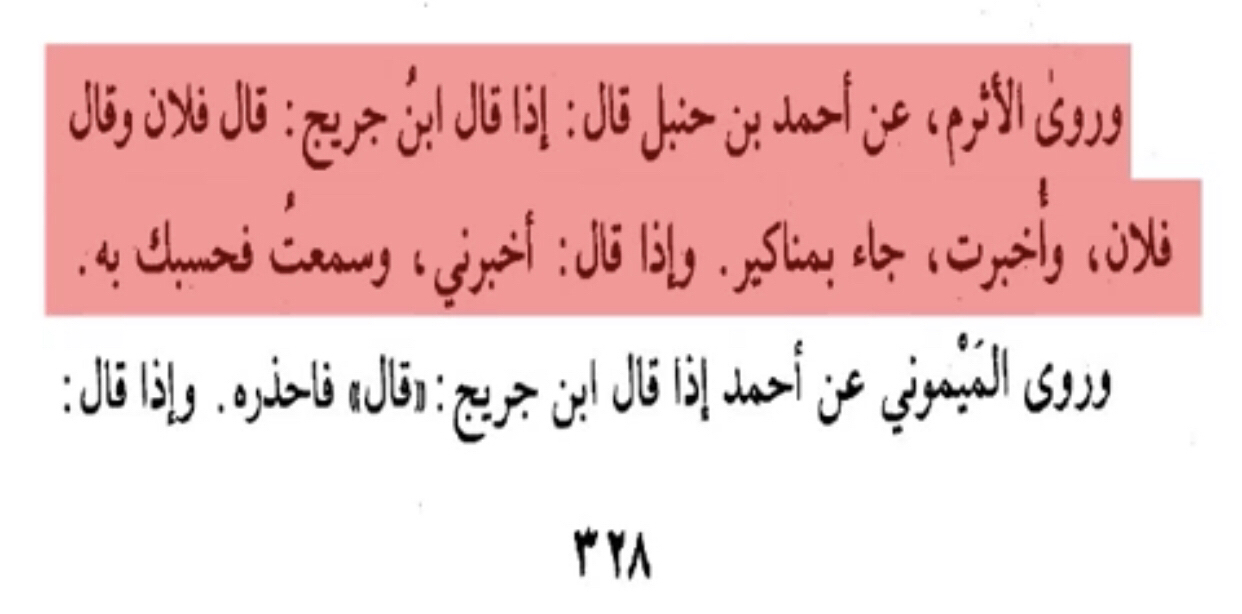 وروىٰ الأثرم، عن أحمد بن حنبل قال: إذا قال ابنُ جريج: قال فلان وقال
فلان، وأُخبرت، جاء بمناكير. وإذا قال: أخبرني، وسمعتُ فحسبك به.
وروى المَيْموني عن أحمد إذا قال ابن جريج: «قال» فاحذره. وإذا قال:
٣٢٨